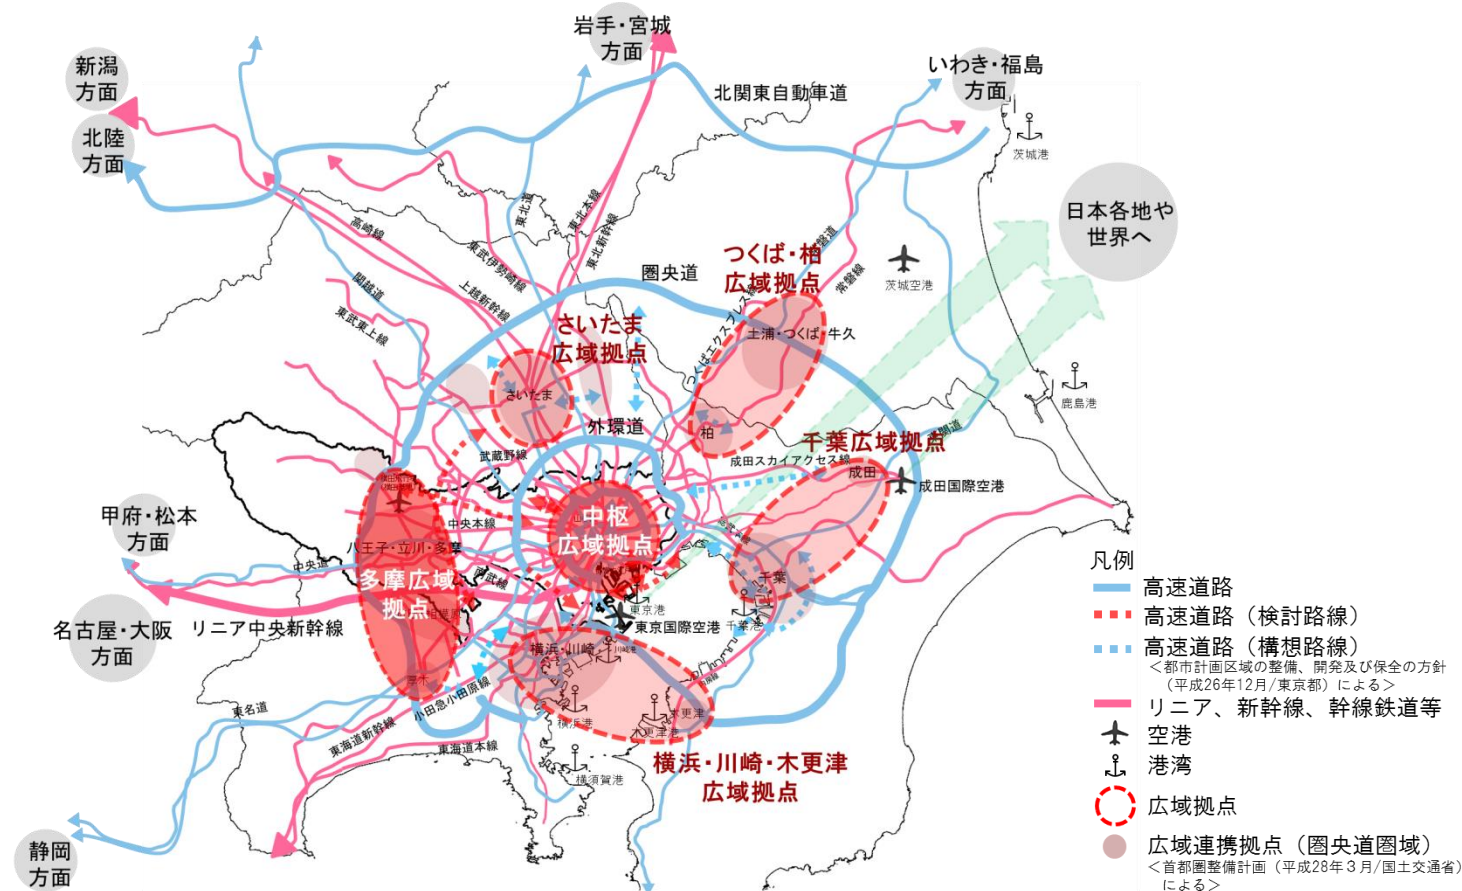 岩手・宮城
方面
新潟
方面
いわき・福島
方面
北関東自動車道
北陸
方面
茨城港
日本各地や
世界へ
東北道
東北本線
東北新幹線
高崎線
東武伊勢崎線
つくば・柏
広域拠点
圏央道
常磐線
茨城空港
関越道
上越新幹線
東武東上線
さいたま
広域拠点
つくばエクスプレス線
土浦・つくば・牛久
さいたま
鹿島港
外環道
柏
千葉広域拠点
武蔵野線
成田スカイアクセス線
成田
成田国際空港
中央本線
中枢
広域拠点
甲府・松本
方面
八王子・立川・多摩
中央道
南武線
多摩広域
拠点
千葉
東京港
千葉港
東京国際空港
名古屋・大阪
方面
リニア中央新幹線
横浜・川崎
川崎港
厚木
小田急小田原線
東名道
東海道新幹線
東海道本線
横浜港
木更津
木更津港
横須賀港
横浜・川崎・木更津
広域拠点
静岡
方面
凡例
高速道路
高速道路（検討路線）
高速道路（構想路線）
＜都市計画区域の整備、開発及び保全の方針
（平成26年12月/東京都）による＞
リニア、新幹線、幹線鉄道等
空港
港湾
広域拠点
広域連携拠点（圏央道圏域）
＜首都圏整備計画（平成28年３月/国土交通省）
による＞